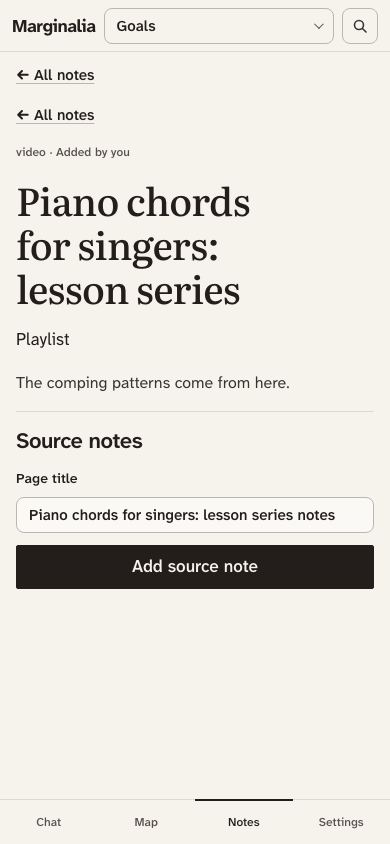 Marginalia
Goals
← All notes
← All notes
video · Added by you
Piano chords
for singers:
lesson series
Playlist
The comping patterns come from here.
Source notes
Page title
Piano chords for singers: lesson series notes
Add source note
Chat
Map
Notes
Settings